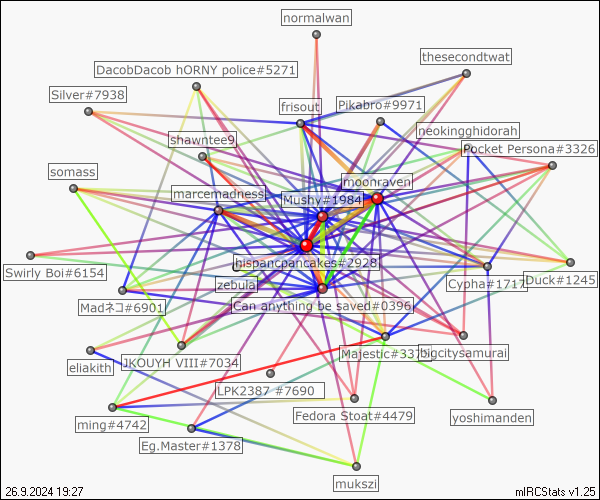 normalwan
thesecondtwat
DacobDacob hORNY police#5271
Silver#7938
frisout
Pikabro#9971
neokingghidorah
shawntee9
Pocket Persona#3326
somass
moonraven
marcemadness
Mushy#1984
hispancpancakes#2928
Swirly Boi#6154
zebula
Cypha#1717
Duck#1245
Madネコ#6901
Can anything be saved#0396
JKOUYH VIII#7034
Majestic#337
bigcitysamurai
eliakith
LPK2387 #7690
Fedora Stoat#4479
yoshimanden
ming#4742
Eg.Master#1378
mukszi
26.9.2024 19:27
mIRCStats v1.25